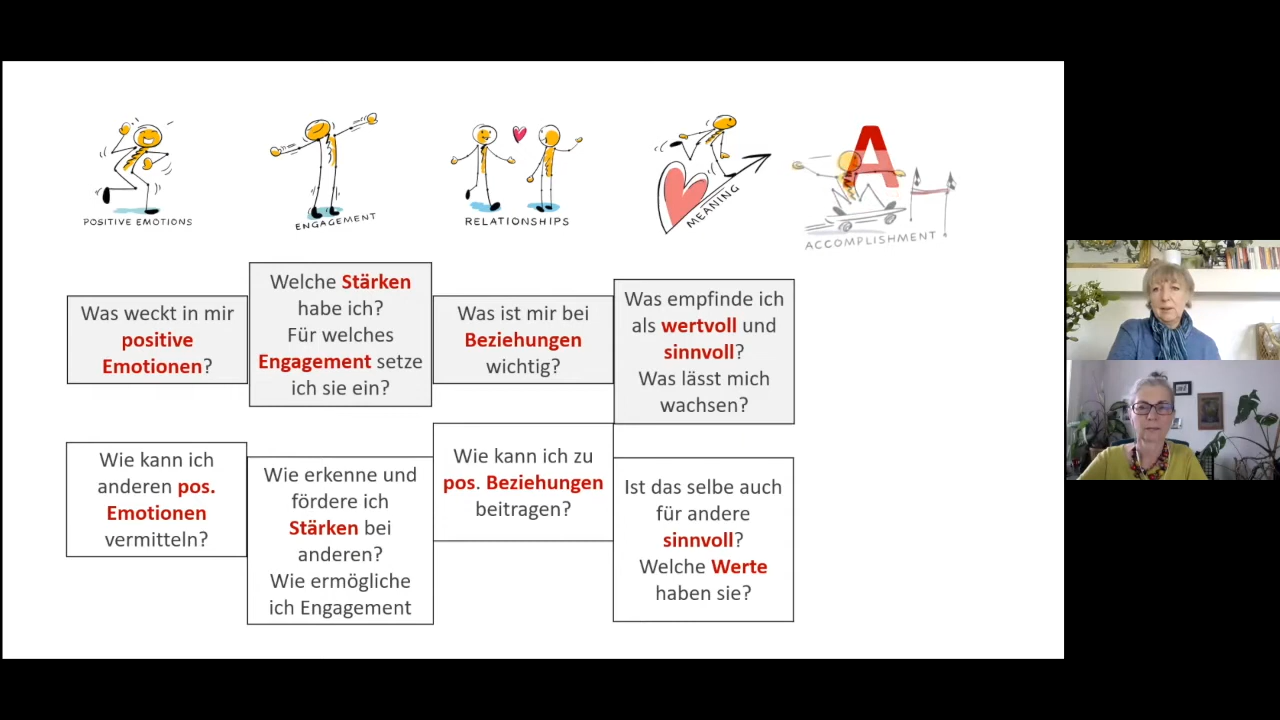 A
POSITIVE EMOTIONS
ENGAGEMENT
RELATIONSHIPS
MEANING
ACCOMPLISHMENT
Was weckt in mir
positive
Emotionen?
Welche Stärken
habe ich?
Für welches
Engagement setze
ich sie ein?
Was ist mir bei
Beziehungen
wichtig?
Was empfinde ich
als wertvoll und
sinnvoll?
Was lässt mich
wachsen?
Wie kann ich
anderen pos.
Emotionen
vermitteln?
Wie erkenne und
fördere ich
Stärken bei
anderen?
Wie ermögliche
ich Engagement
Wie kann ich zu
pos. Beziehungen
beitragen?
Ist das selbe auch
für andere
sinnvoll?
Welche Werte
haben sie?